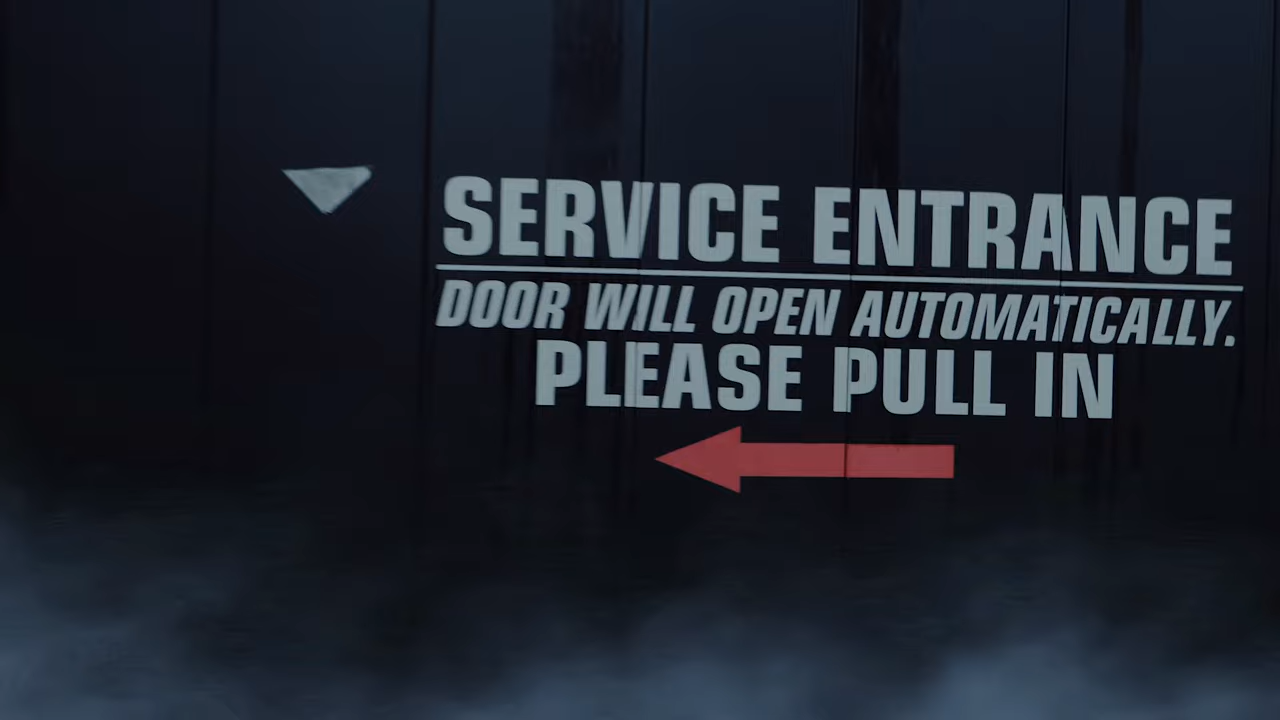 SERVICE ENTRANCE
DOOR WILL OPEN AUTOMATICALLY.
PLEASE PULL IN